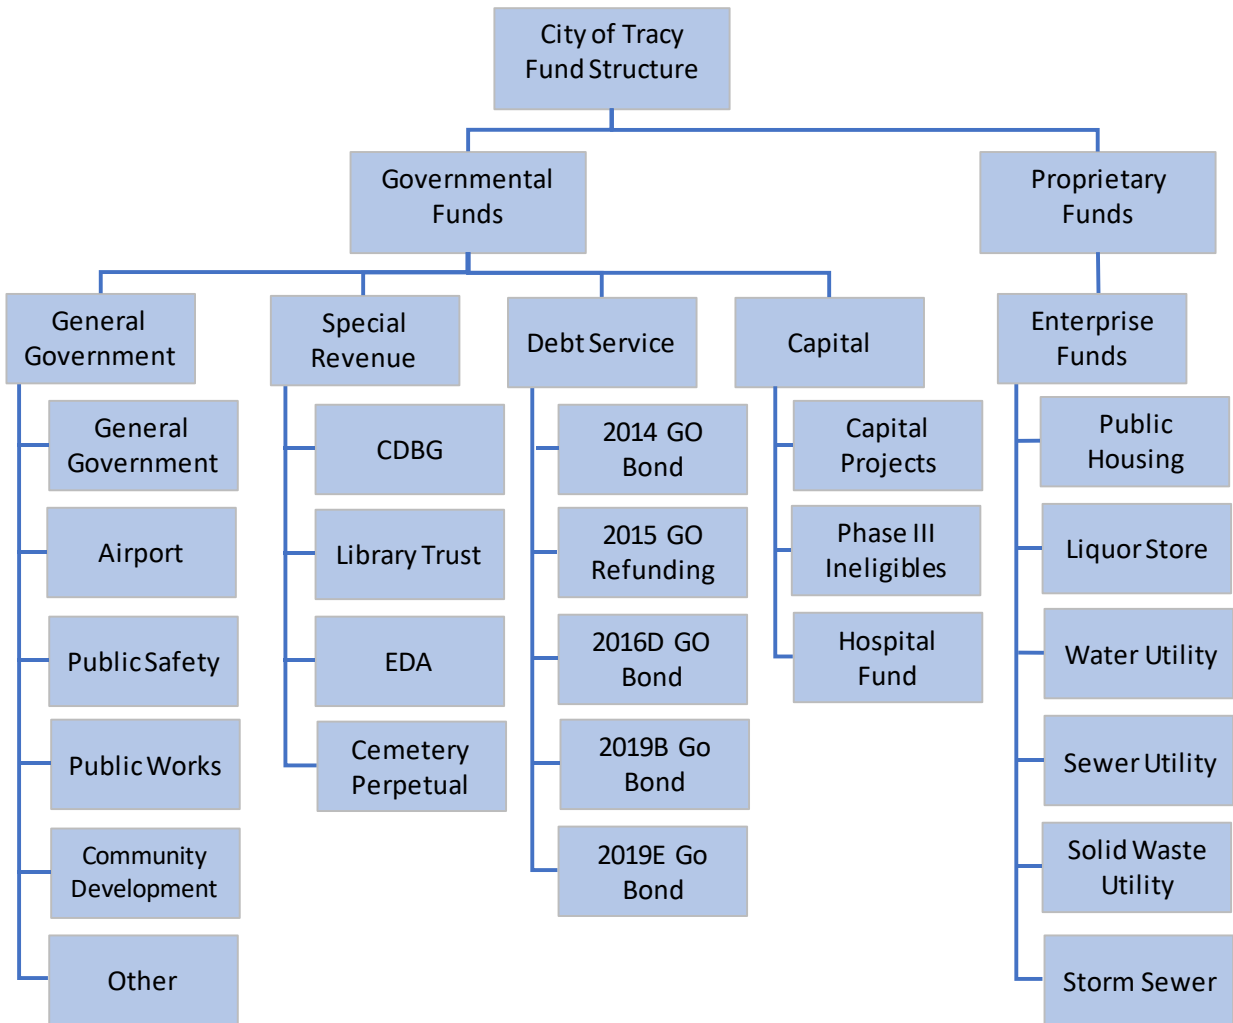 City of Tracy
Fund Structure
Governmental
Funds
Proprietary
Funds
General
Government
Special
Revenue
Debt Service
Capital
Enterprise
Funds
General
Government
Airport
Public Safety
Public Works
Community
Development
Other
CDBG
Library Trust
EDA
Cemetery
Perpetual
2014 GO
Bond
2015 GO
Refunding
2016D GO
Bond
2019B Go
Bond
2019E Go
Bond
Capital
Projects
Phase III
Ineligibles
Hospital
Fund
Public
Housing
Liquor Store
Water Utility
Sewer Utility
Solid Waste
Utility
Storm Sewer